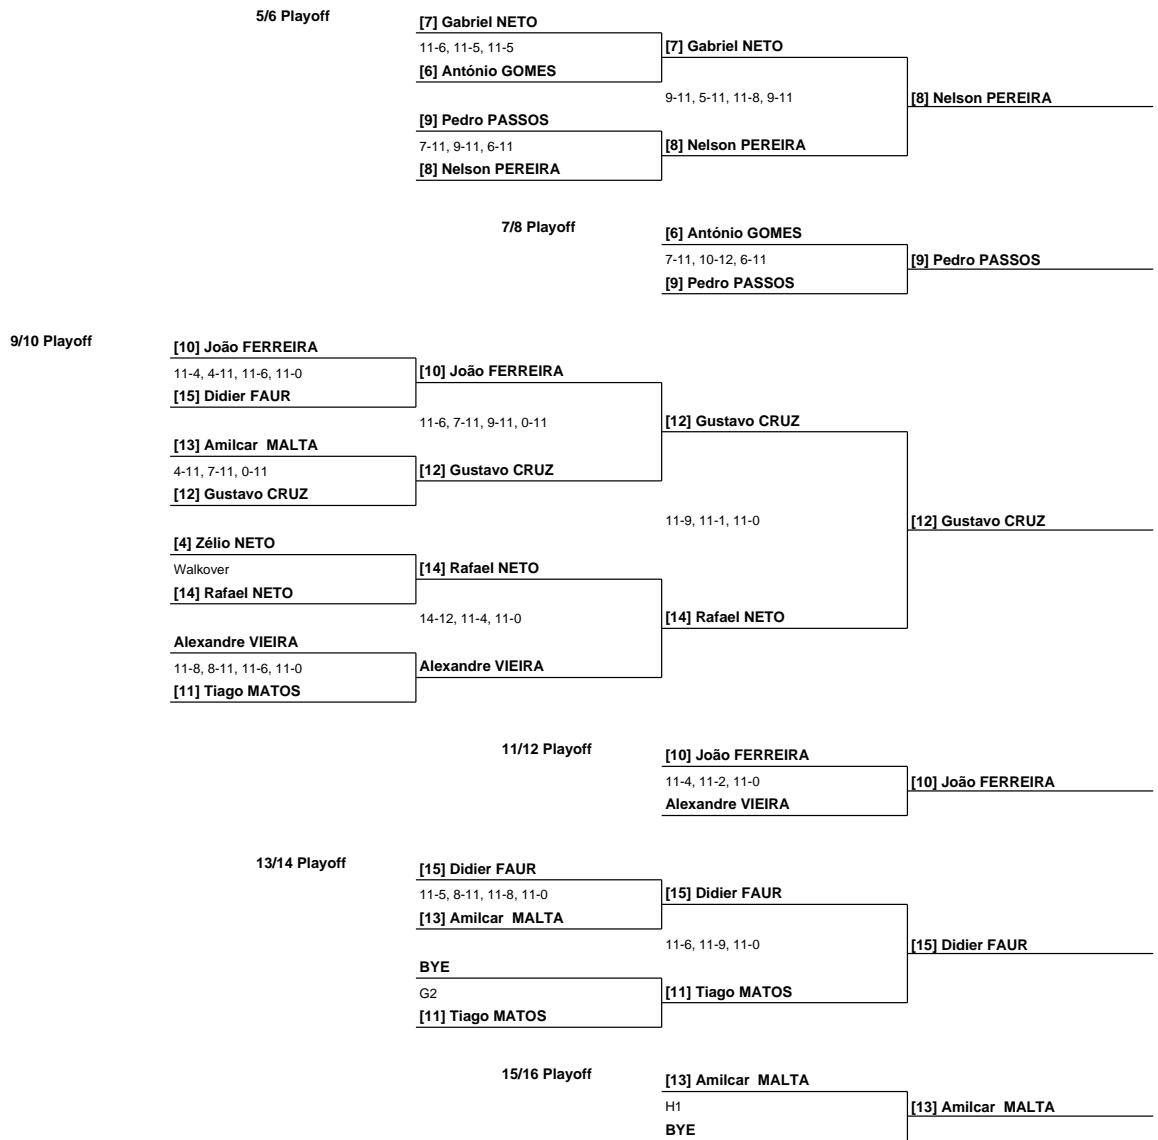 5/6 Playoff
[7] Gabriel NETO
11-6, 11-5, 11-5
[7] Gabriel NETO
[6] António GOMES
9-11, 5-11, 11-8, 9-11
[8] Nelson PEREIRA
[9] Pedro PASSOS
7-11, 9-11, 6-11
[8] Nelson PEREIRA
[8] Nelson PEREIRA
7/8 Playoff
[6] António GOMES
7-11, 10-12, 6-11
[9] Pedro PASSOS
[9] Pedro PASSOS
9/10 Playoff
[10] João FERREIRA
11-4, 4-11, 11-6, 11-0
[10] João FERREIRA
[15] Didier FAUR
11-6, 7-11, 9-11, 0-11
[12] Gustavo CRUZ
[13] Amilcar  MALTA
4-11, 7-11, 0-11
[12] Gustavo CRUZ
[12] Gustavo CRUZ
11-9, 11-1, 11-0
[12] Gustavo CRUZ
[4] Zélio NETO
Walkover
[14] Rafael NETO
[14] Rafael NETO
14-12, 11-4, 11-0
[14] Rafael NETO
Alexandre VIEIRA
11-8, 8-11, 11-6, 11-0
Alexandre VIEIRA
[11] Tiago MATOS
11/12 Playoff
[10] João FERREIRA
11-4, 11-2, 11-0
[10] João FERREIRA
Alexandre VIEIRA
13/14 Playoff
[15] Didier FAUR
11-5, 8-11, 11-8, 11-0
[15] Didier FAUR
[13] Amilcar  MALTA
11-6, 11-9, 11-0
[15] Didier FAUR
BYE
G2
[11] Tiago MATOS
[11] Tiago MATOS
15/16 Playoff
[13] Amilcar  MALTA
H1
[13] Amilcar  MALTA
BYE